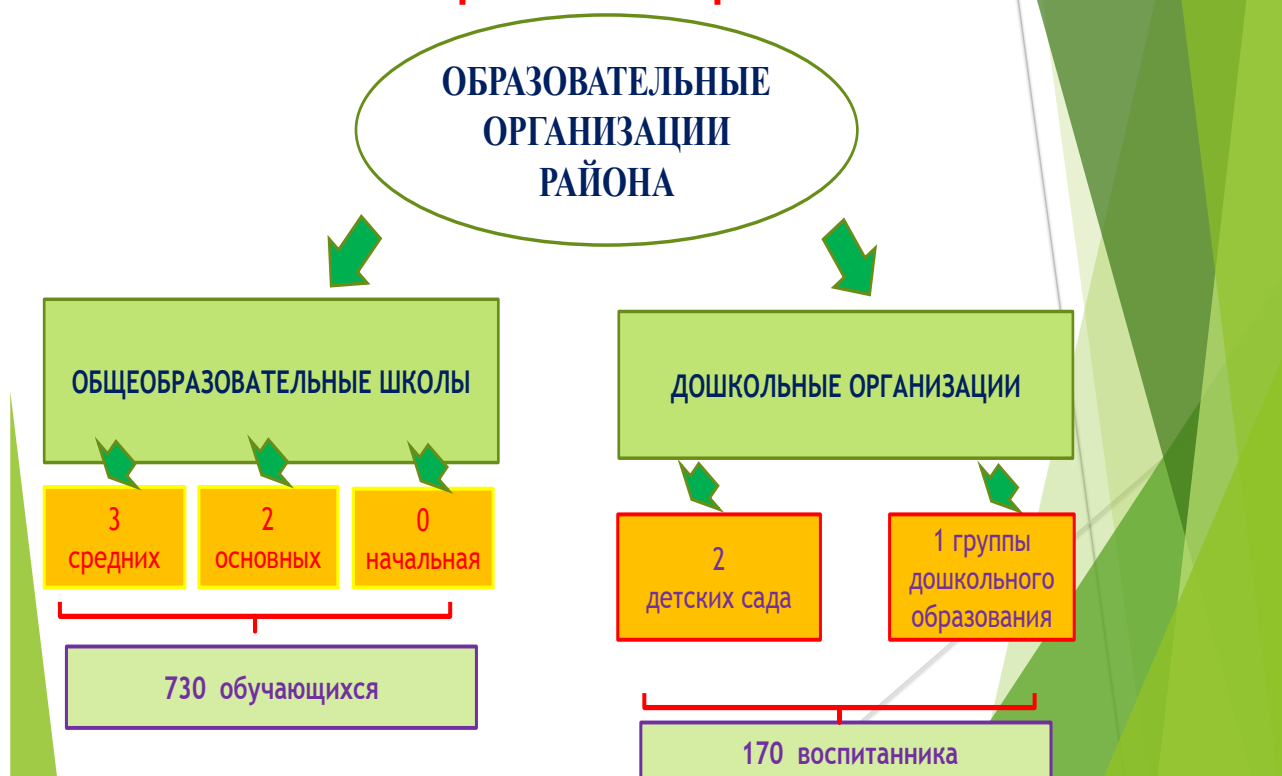 ОБРАЗОВАТЕЛЬНЫЕ
ОРГАНИЗАЦИИ
РАЙОНА
ОБЩЕОБРАЗОВАТЕЛЬНЫЕ ШКОЛЫ
3
средних
2
основных
0
начальная
730 обучающихся
ДОШКОЛЬНЫЕ ОРГАНИЗАЦИИ
2
детских сада
1 группы
дошкольного
образования
170 воспитанника